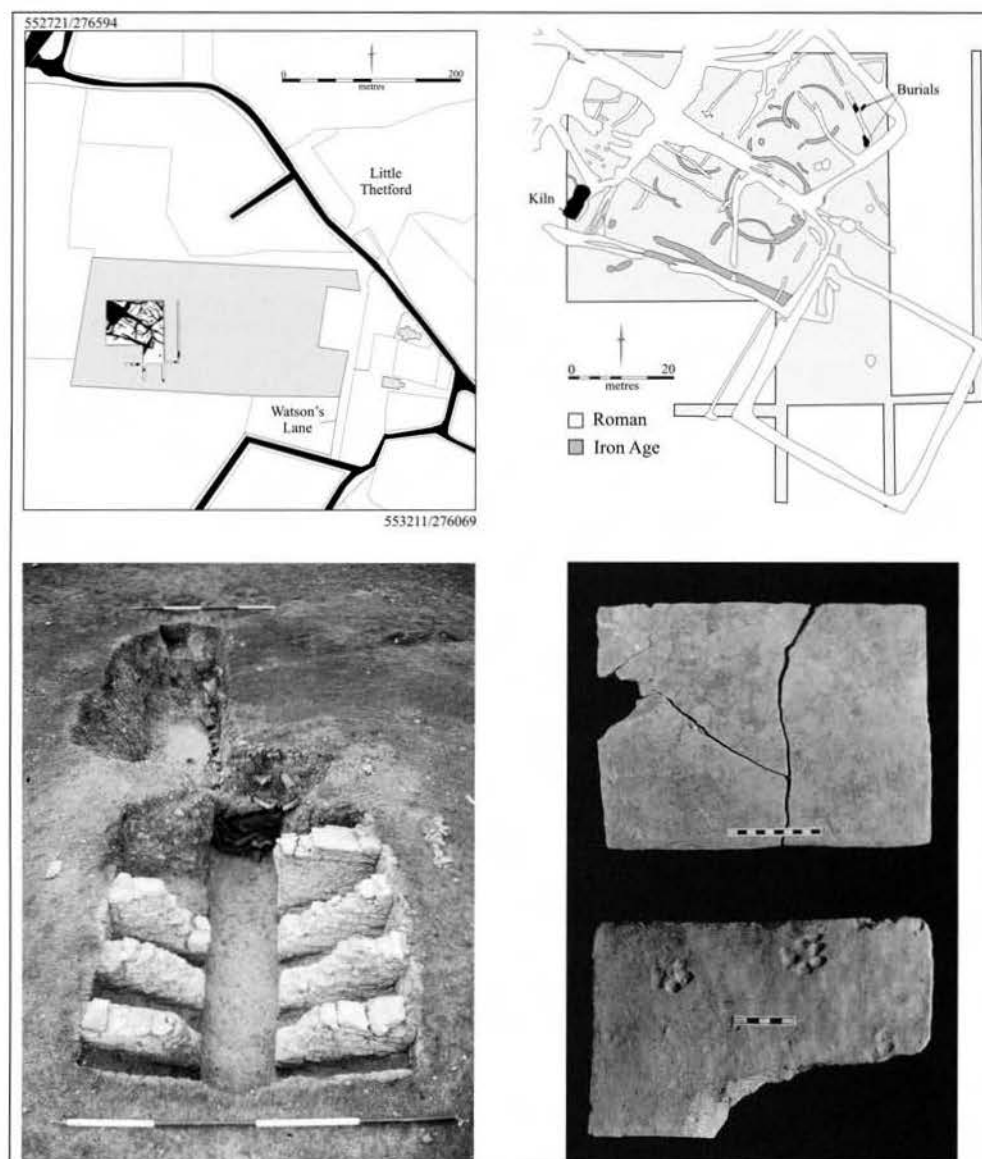 552721/276594
0 200
metres
Little
Thetford
Watson's
Lane
553211/276069
Burials
Kiln
0 20
metres
Roman
Iron Age